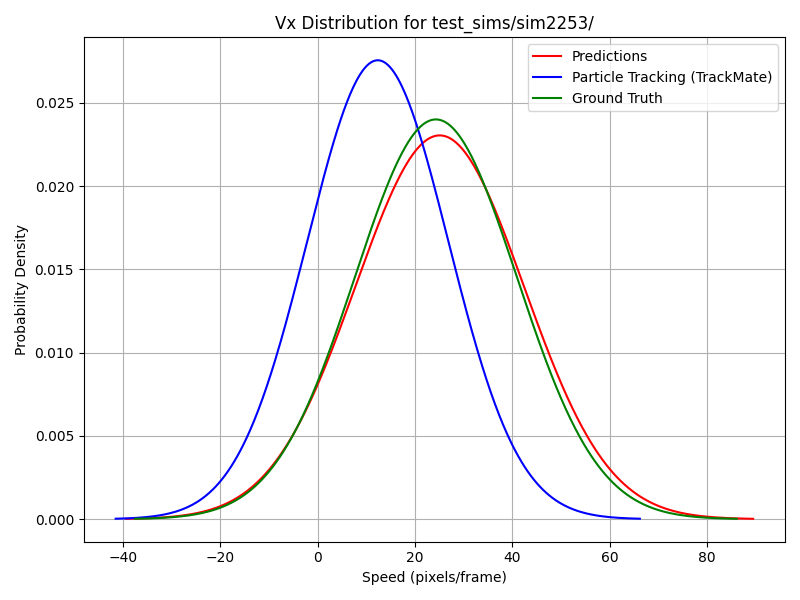 Vx Distribution for test_sims/sim2253/
Predictions
Particle Tracking (TrackMate)
Ground Truth
Probability Density
0.025
0.020
0.015
0.010
0.005
0.000
−40
−20
0
20
40
60
80
Speed (pixels/frame)